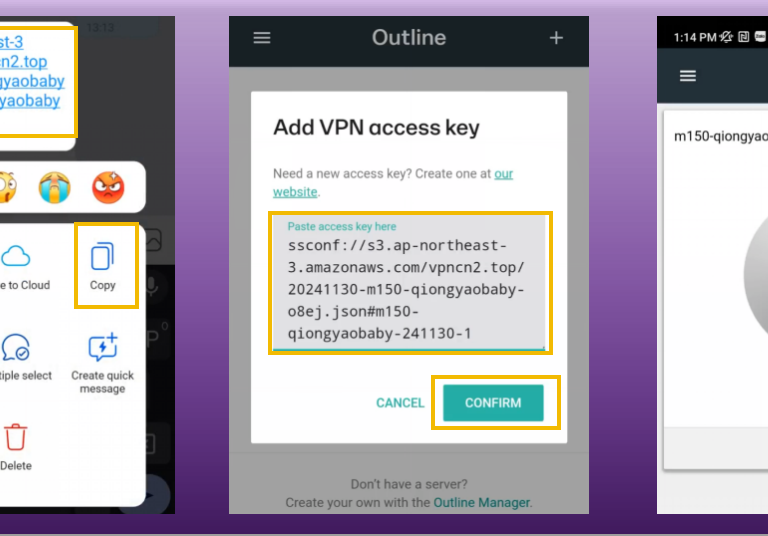 13:13
st-3
cn2.top
gyaobaby
yaobaby
e to Cloud
Copy
tiple select
Create quick
message
Delete
Outline
Add VPN access key
Need a new access key? Create one at our
website.
Paste access key here
ssconf://s3.ap-northeast-
3.amazonaws.com/vpncn2.top/
20241130-m150-qiongyaobaby-
o8ej.json#m150-
qiongyaobaby-241130-1
CANCEL
CONFIRM
Don't have a server?
Create your own with the Outline Manager.
1:14 PM
m150-qiongyao